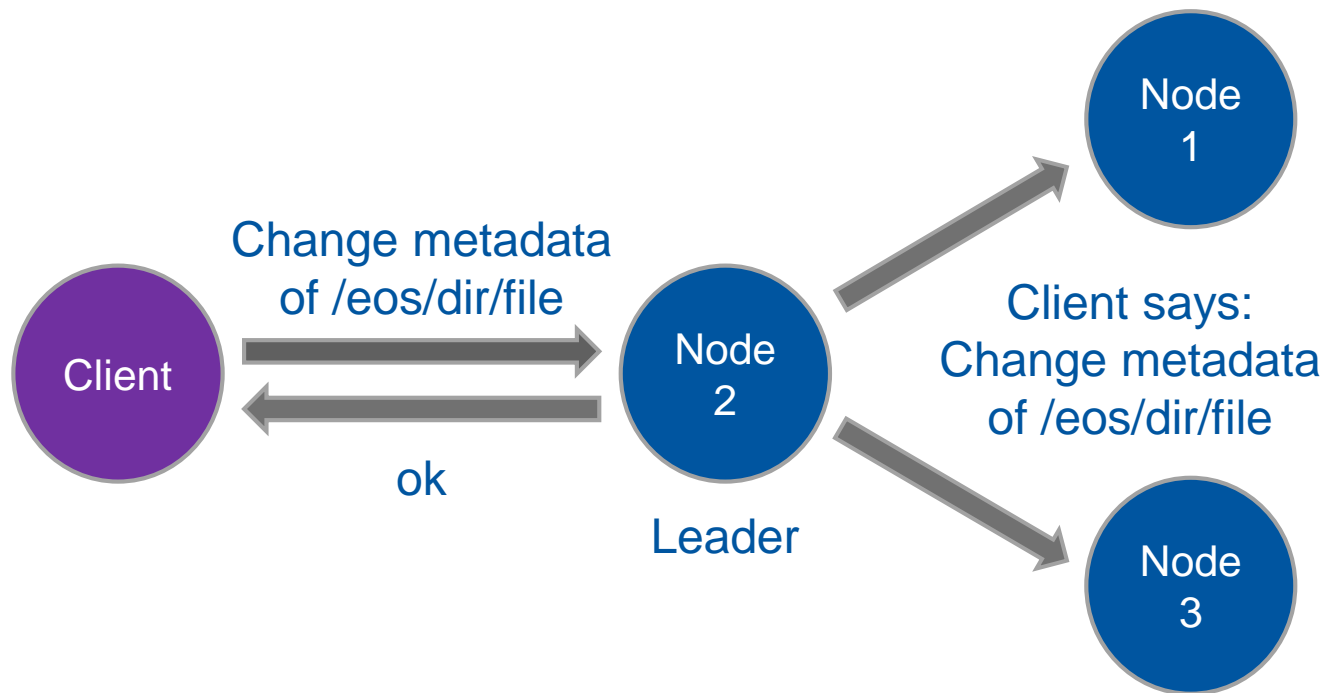 Node
1
Change metadata
of /eos/dir/file
Client
Node
2
Client says:
Change metadata
of /eos/dir/file
ok
Leader
Node
3